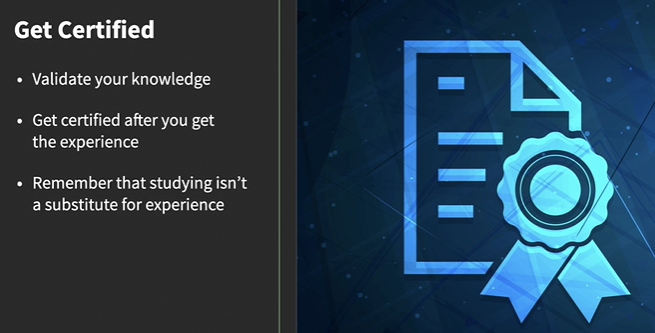 Get Certified
• Validate your knowledge
• Get certified after you get
the experience
• Remember that studying isn't
a substitute for experience